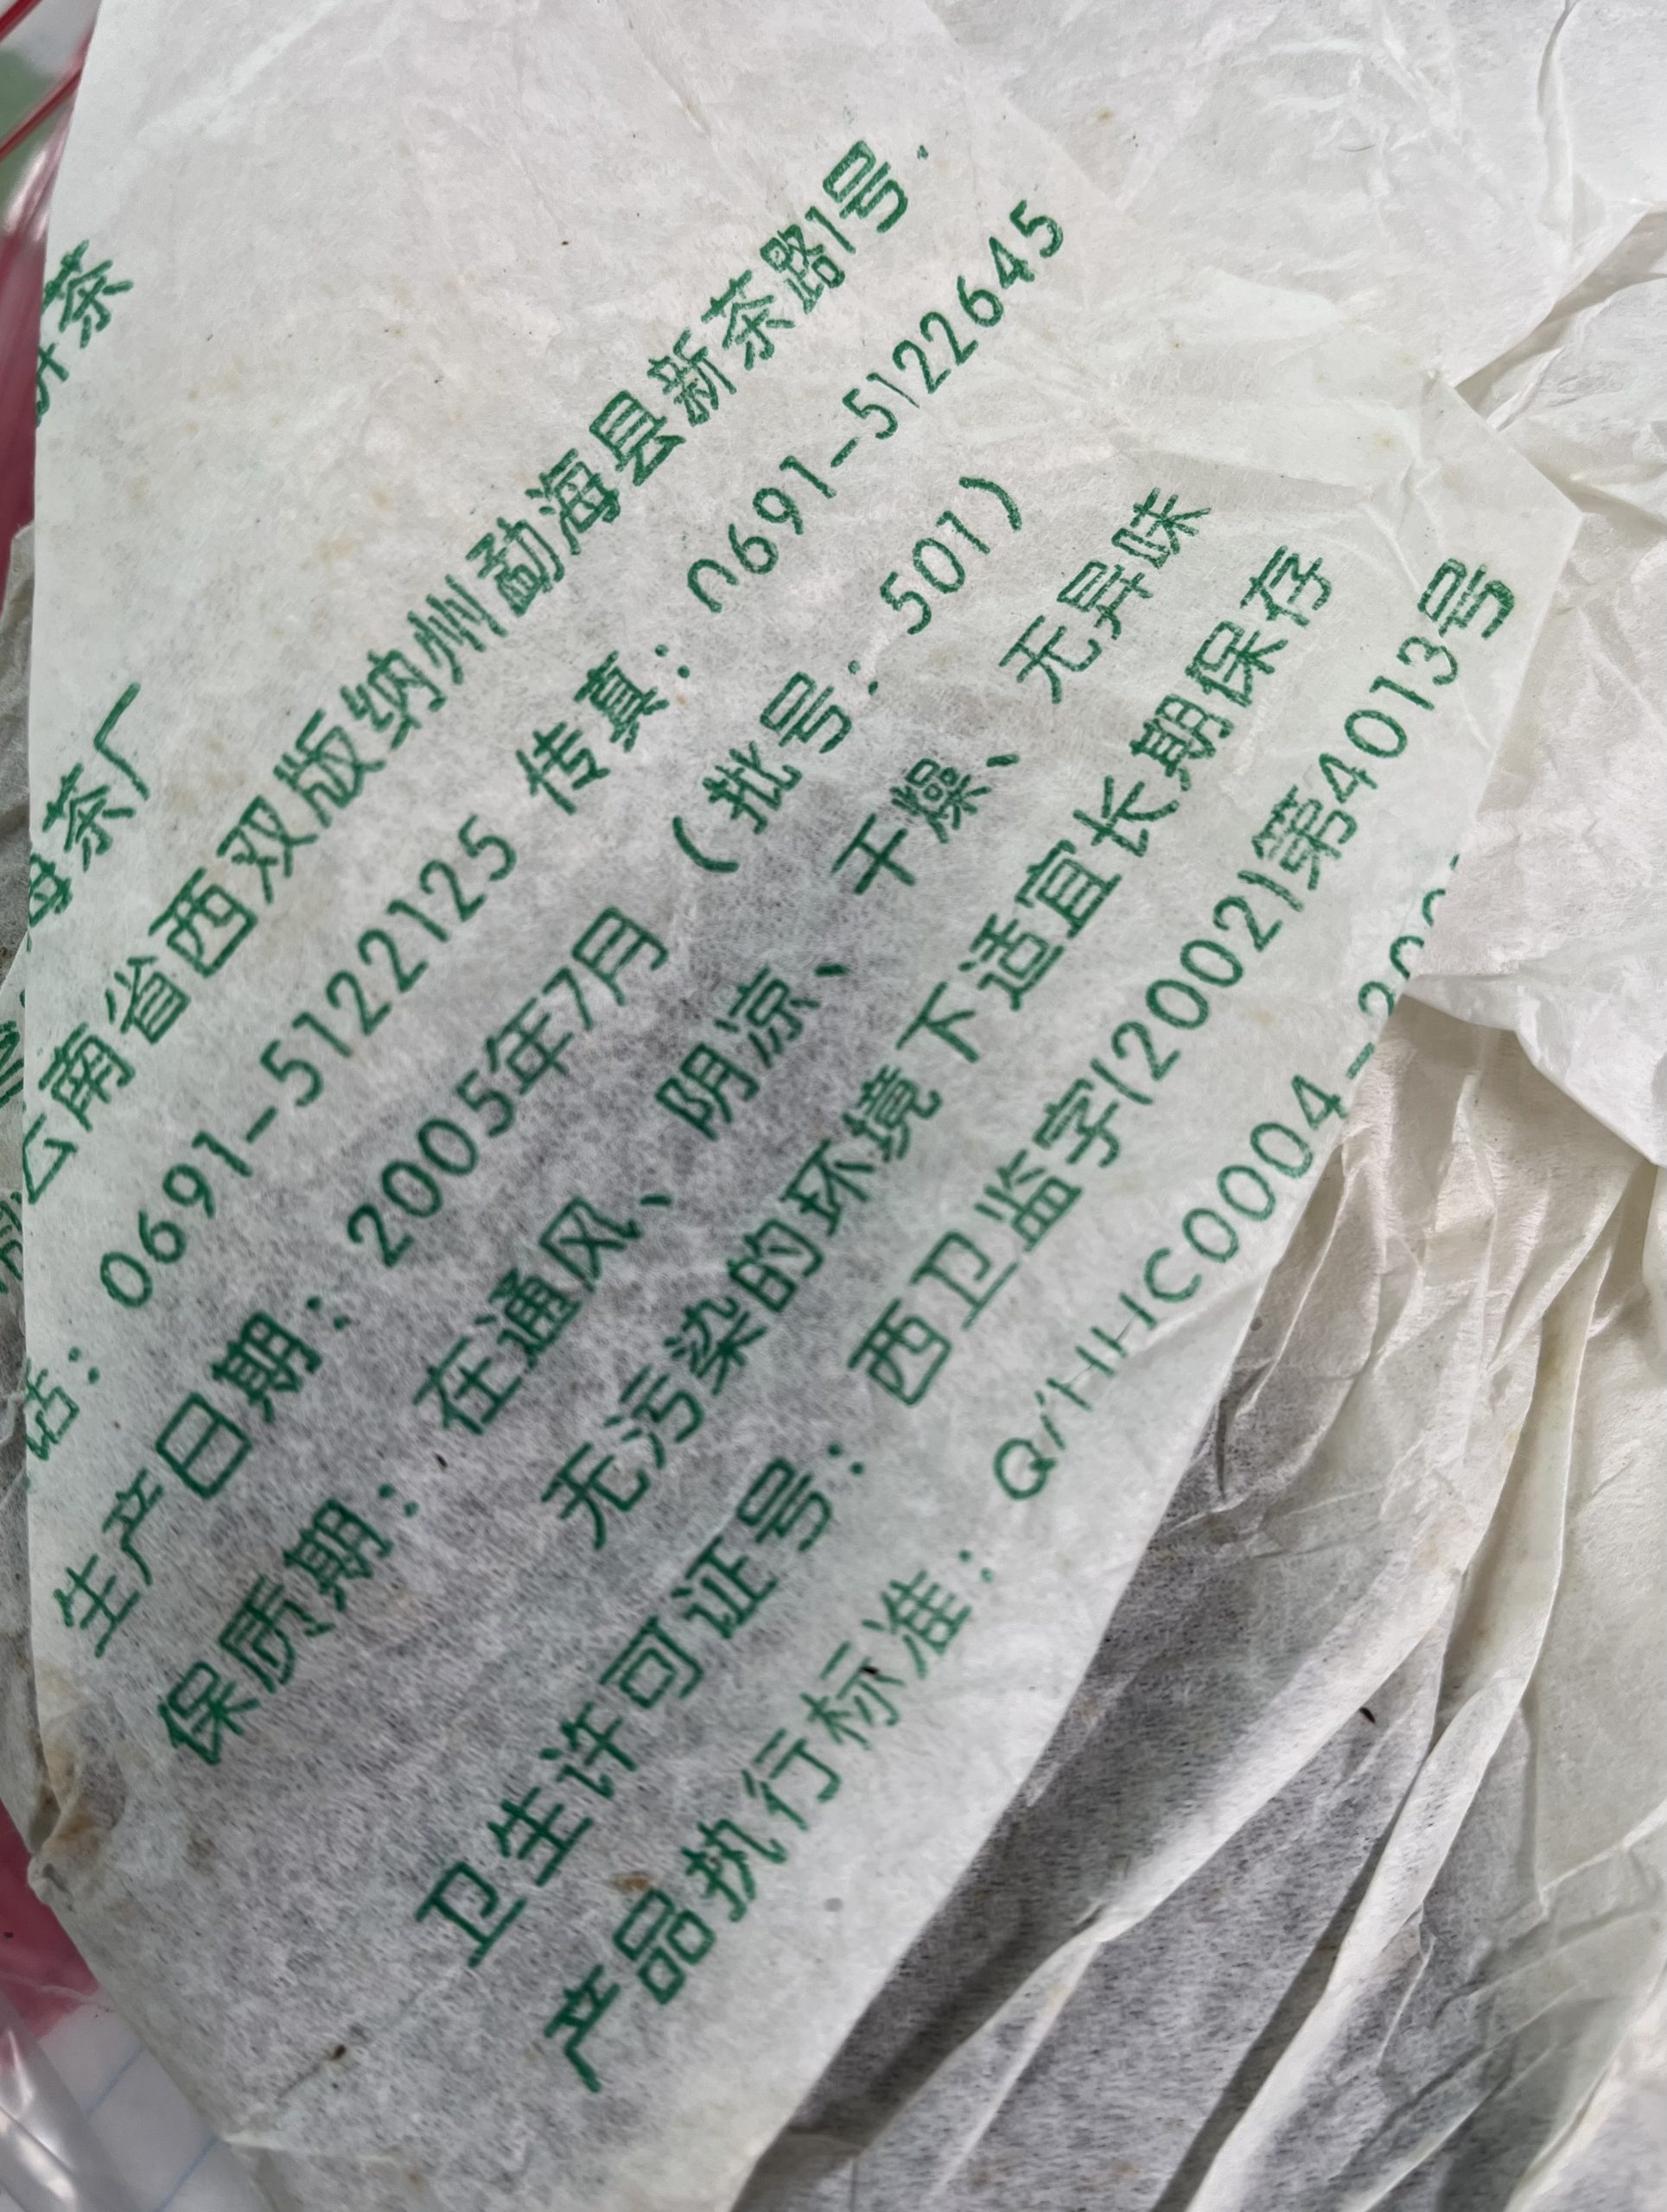 饼茶
海茶厂
云南省西双版纳州勐海县新茶路1号
话：0691-5122125 传真：0691-5122645
生产日期：2005年7月（批号：501）
保质期：在通风、阴凉、干燥、无异味
无污染的环境下适宜长期保存
卫生许可证号：西卫监字(2002)第4013号
产品执行标准：Q/HHC0004-200